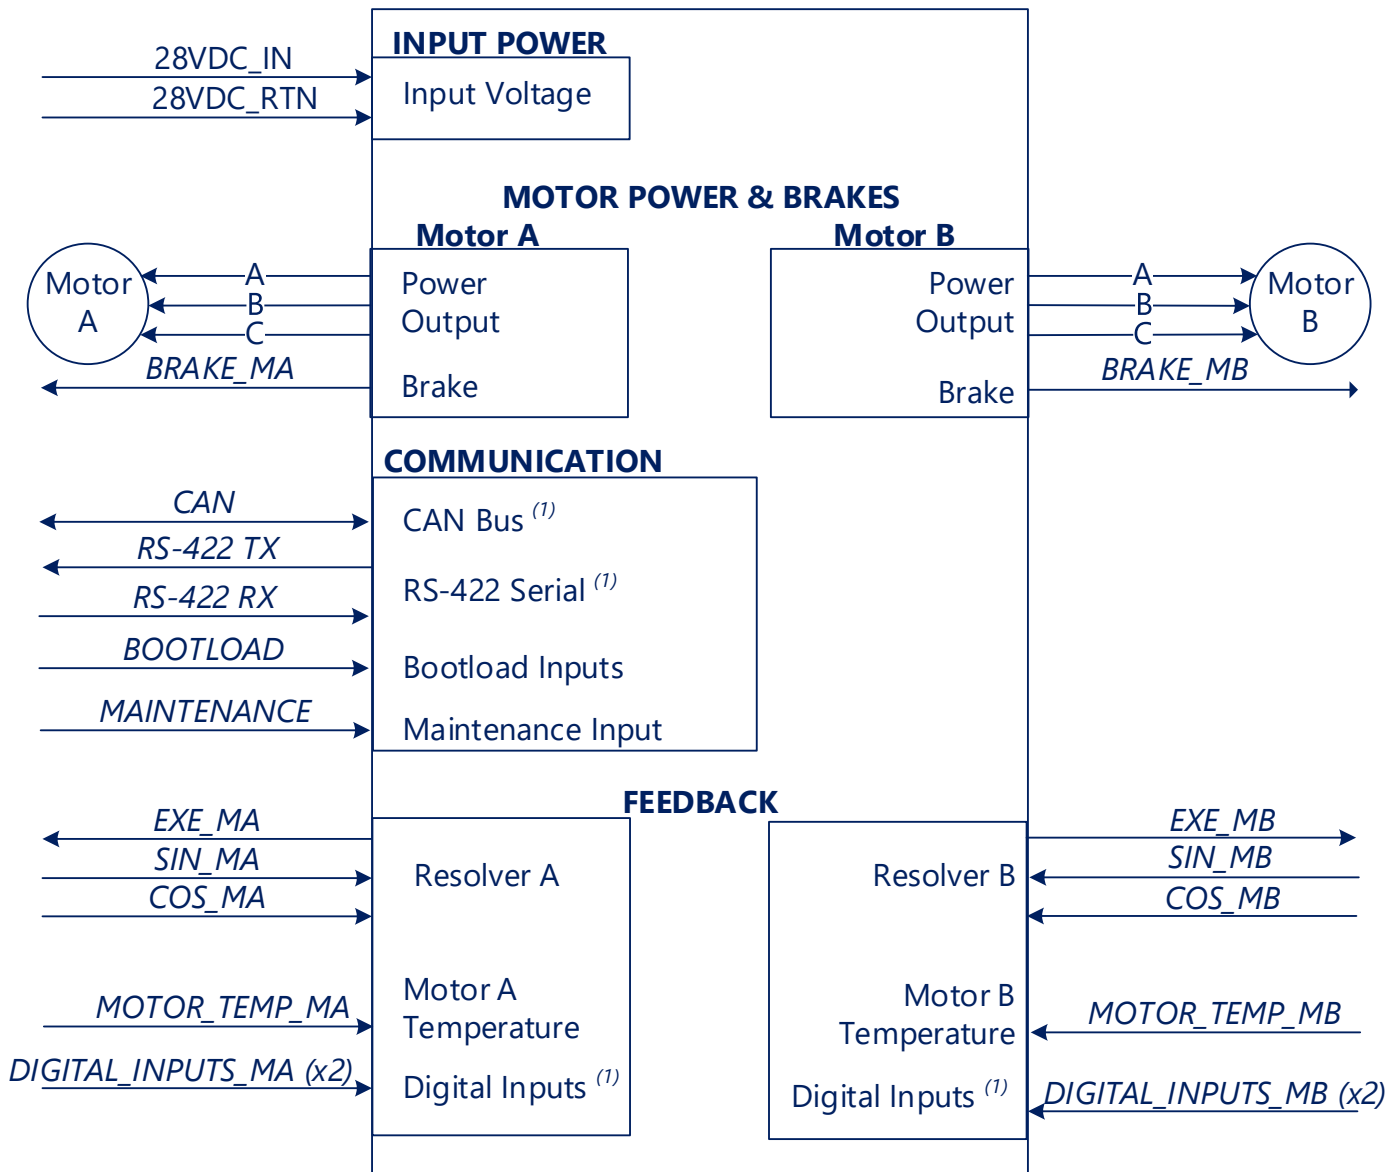 INPUT POWER
28VDC_IN
28VDC_RTN
Input Voltage
MOTOR POWER & BRAKES
Motor A
Motor B
Motor
A
A
B
C
Power
Output
BRAKE_MA
Brake
Power
Output
A
B
C
Motor
B
Brake
BRAKE_MB
COMMUNICATION
CAN
CAN Bus (1)
RS-422 TX
RS-422 RX
RS-422 Serial (1)
BOOTLOAD
Bootload Inputs
MAINTENANCE
Maintenance Input
FEEDBACK
EXE_MA
SIN_MA
COS_MA
Resolver A
Resolver B
EXE_MB
SIN_MB
COS_MB
MOTOR_TEMP_MA
Motor A
Temperature
Motor B
Temperature
MOTOR_TEMP_MB
DIGITAL_INPUTS_MA (x2)
Digital Inputs (1)
Digital Inputs (1)
DIGITAL_INPUTS_MB (x2)